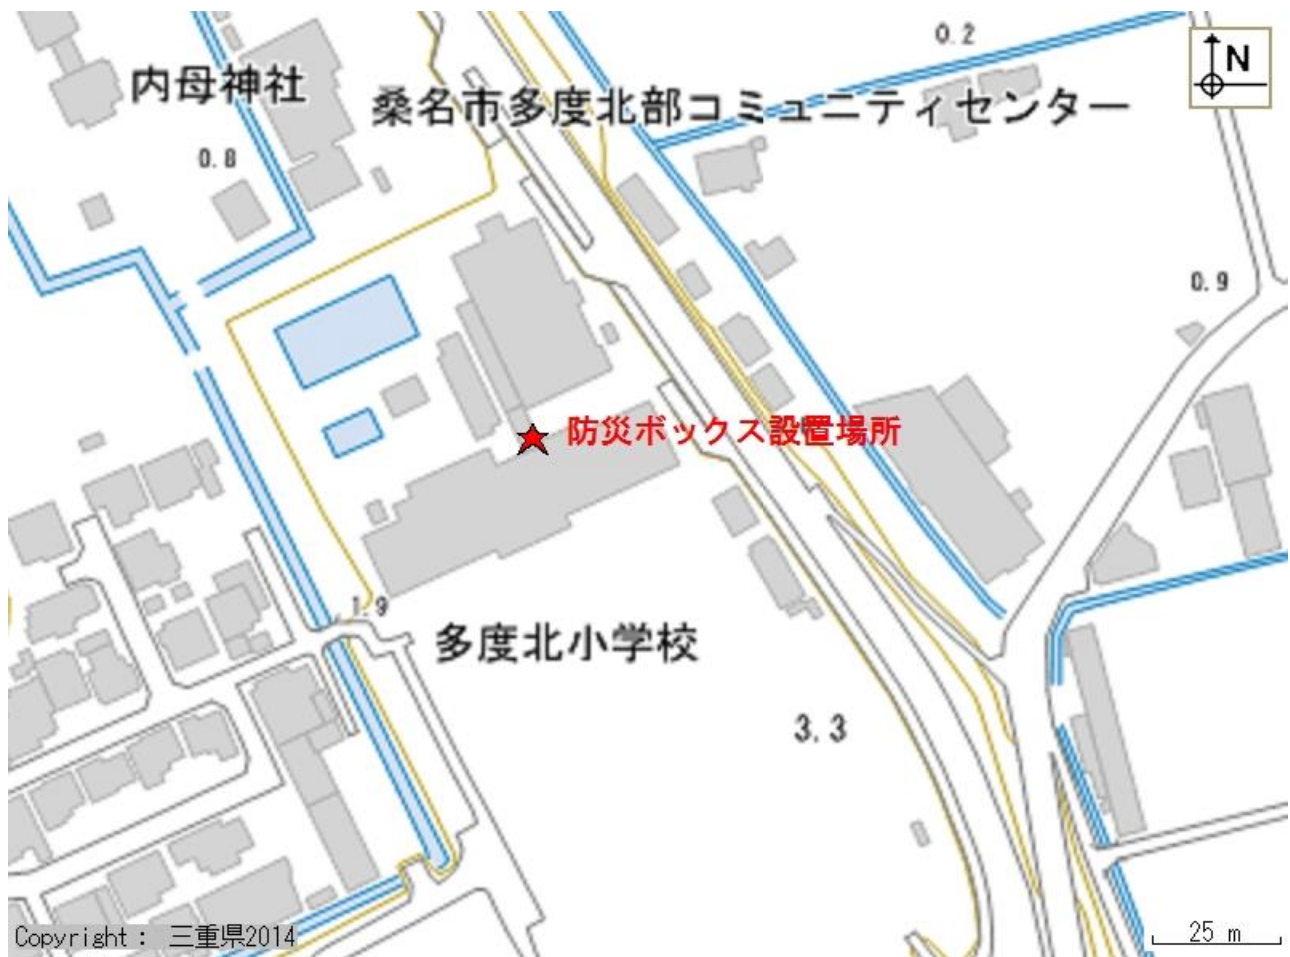 0.2
N
内母神社
桑名市多度北部コミュニティセンター
0.8
0.9
防災ボックス設置場所
1.9
多度北小学校
3.3
Copyright : 三重県2014
25 m